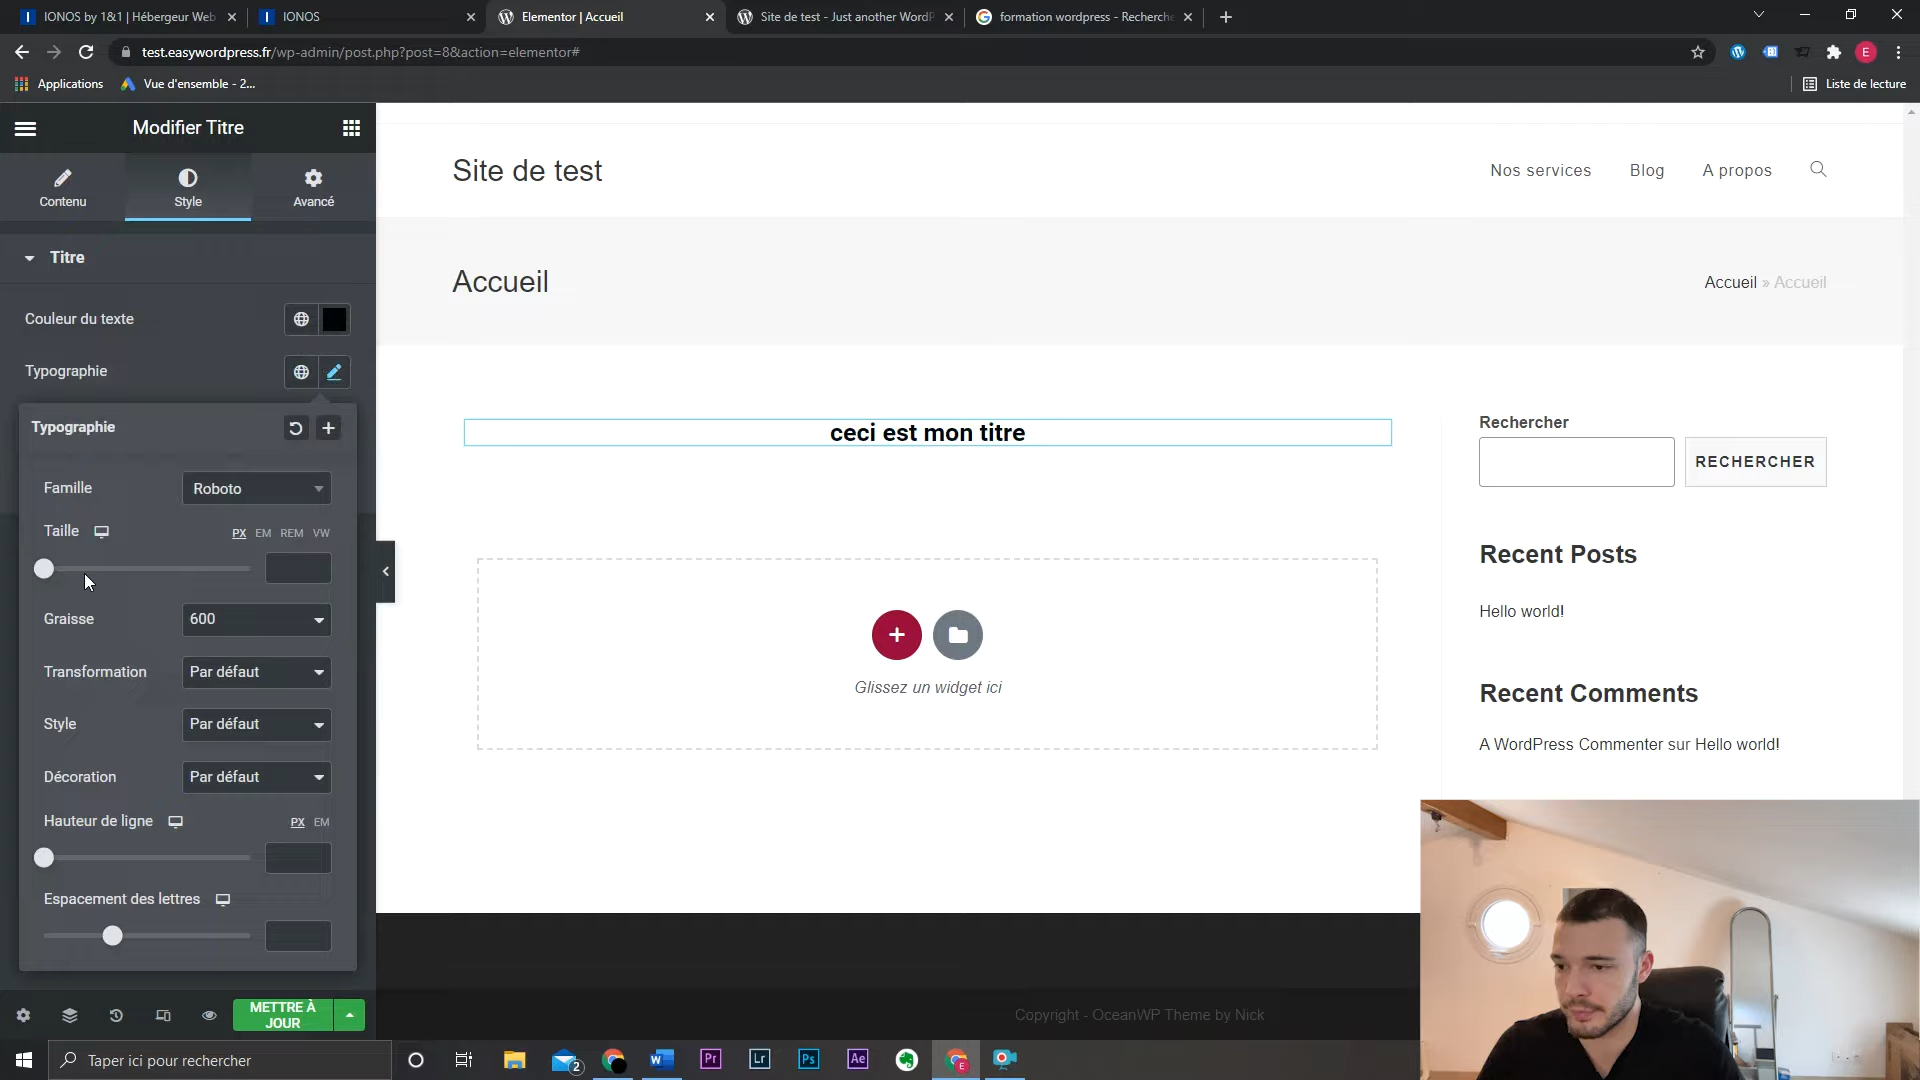 IONOS by 1&1 | Hébergeur Web
IONOS
Elementor | Accueil
Site de test - Just another WordP
formation wordpress - Recherche
test.easywordpress.fr/wp-admin/post.php?post=8&action=elementor#
E
Applications
Vue d'ensemble - 2...
Liste de lecture
Modifier Titre
Contenu
Style
Avancé
Titre
Couleur du texte
Typographie
Typographie
Famille
Roboto
Taille
PX EM REM VW
Graisse
600
Transformation
Par défaut
Style
Par défaut
Décoration
Par défaut
Hauteur de ligne
PX EM
Espacement des lettres
METTRE À
JOUR
Site de test
Nos services
Blog
A propos
Accueil
Accueil » Accueil
ceci est mon titre
Glissez un widget ici
Rechercher
RECHERCHER
Recent Posts
Hello world!
Recent Comments
A WordPress Commenter sur Hello world!
Copyright - OceanWP Theme by Nick
Taper ici pour rechercher
2
W
Pr
Lr
Ps
Ae
E